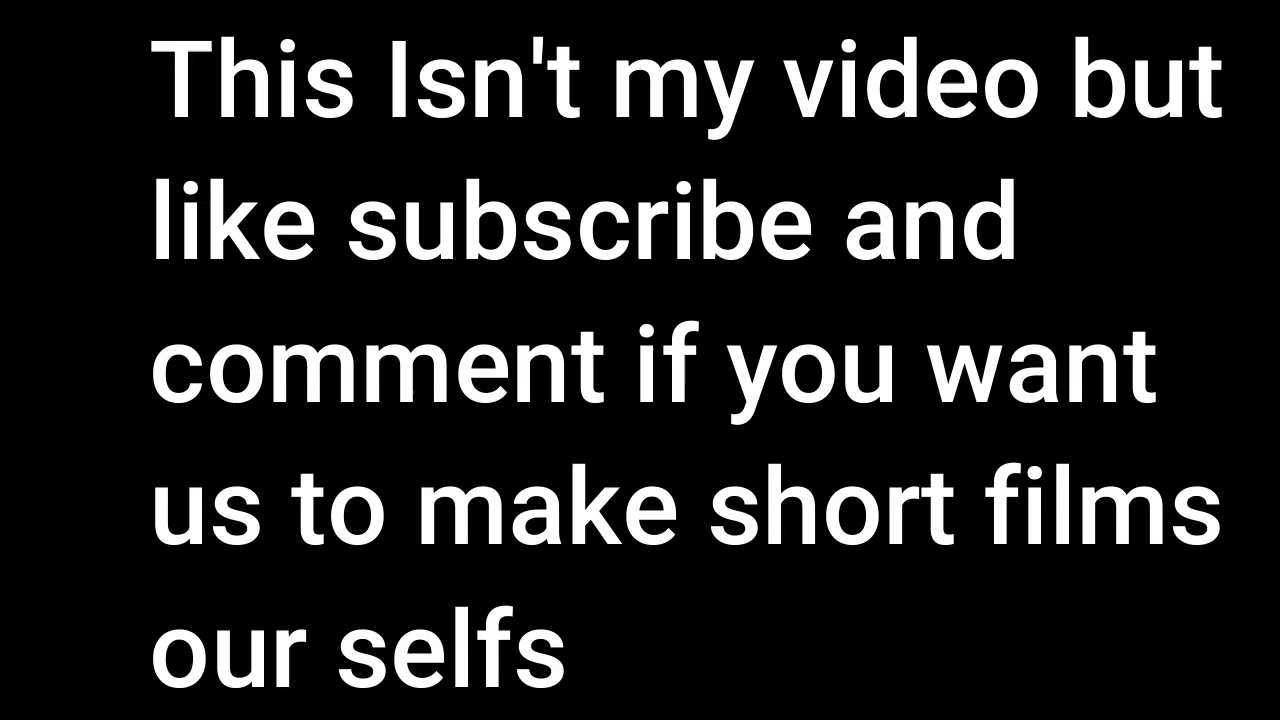 This Isn't my video but
like subscribe and
comment if you want
us to make short films
our selfs